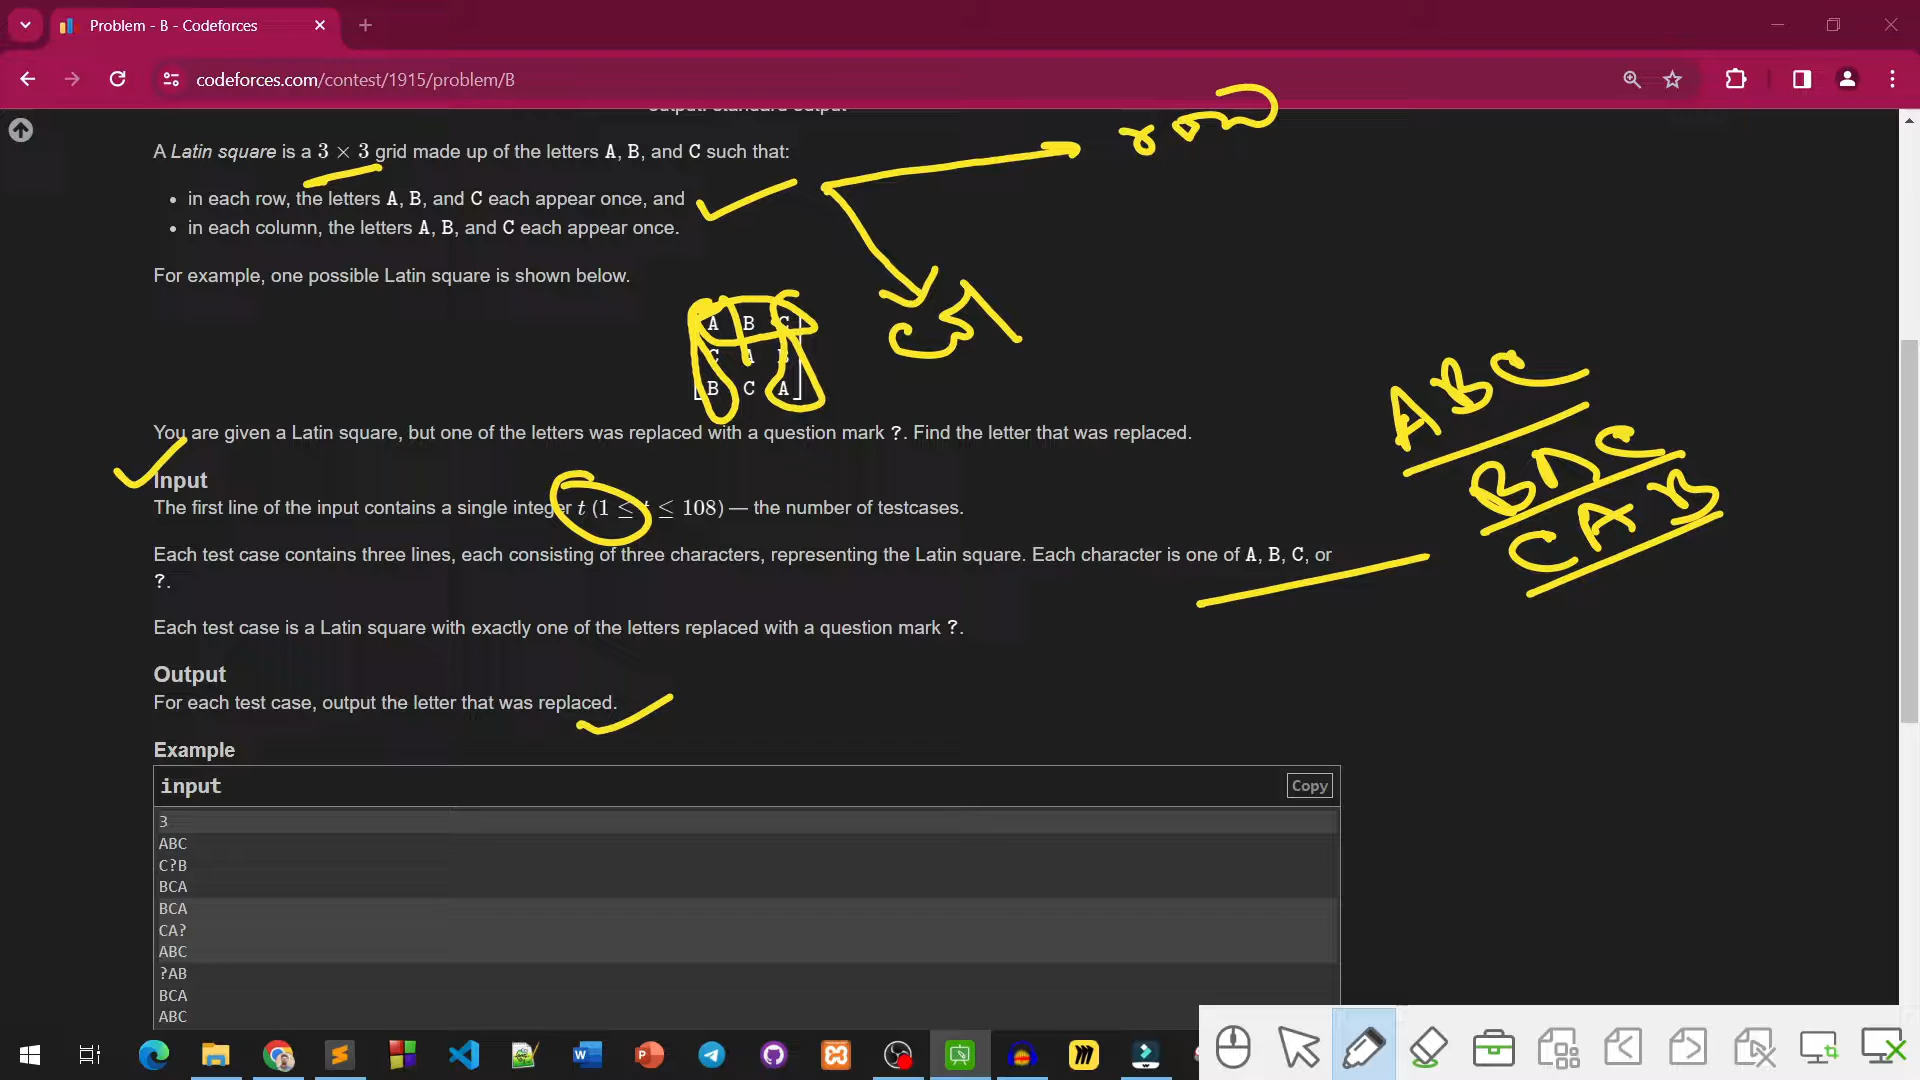 Problem - B - Codeforces
codeforces.com/contest/1915/problem/B
Output: standard output
A Latin square is a 3 × 3 grid made up of the letters A, B, and C such that:
in each row, the letters A, B, and C each appear once, and
in each column, the letters A, B, and C each appear once.
row
col
For example, one possible Latin square is shown below.
A B C
C A B
B C A
You are given a Latin square, but one of the letters was replaced with a question mark ?. Find the letter that was replaced.
Input
The first line of the input contains a single integer t (1 ≤ t ≤ 108) — the number of testcases.
Each test case contains three lines, each consisting of three characters, representing the Latin square. Each character is one of A, B, C, or
?.
Each test case is a Latin square with exactly one of the letters replaced with a question mark ?.
ABC
CAB
Output
For each test case, output the letter that was replaced.
Example
input
Copy
3
ABC
C?B
BCA
BCA
CA?
ABC
?AB
BCA
ABC